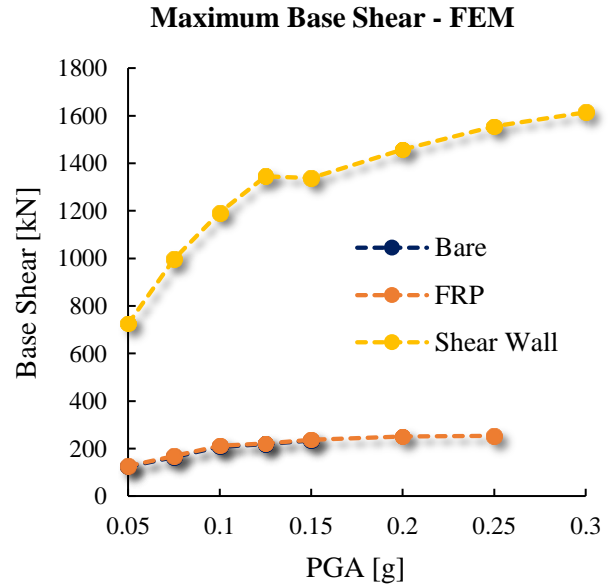 Maximum Base Shear - FEM
1800
1600
1400
1200
1000
800
600
400
200
0
Base Shear [kN]
Bare
FRP
Shear Wall
0.05 0.1 0.15 0.2 0.25 0.3
PGA [g]